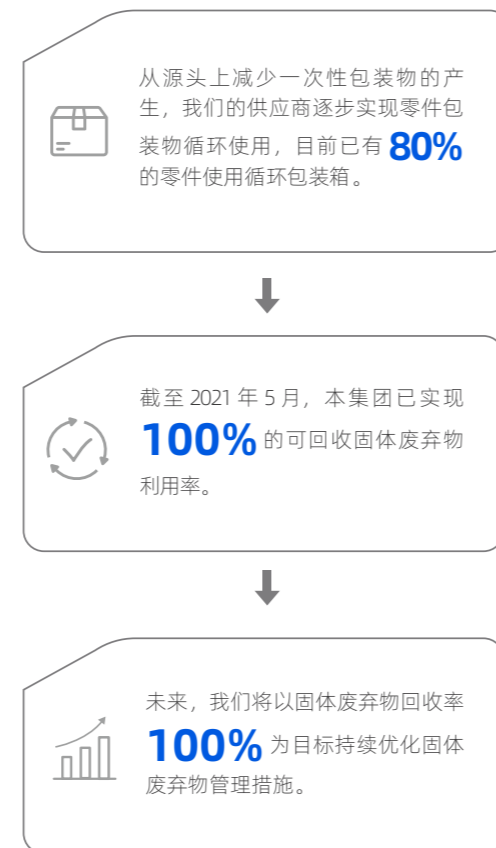 从源头上减少一次性包装物的产
生，我们的供应商逐步实现零件包
装物循环使用，目前已有 80%
的零件使用循环包装箱。
截至 2021 年 5 月，本集团已实现
100% 的可回收固体废弃物
利用率。
未来，我们将以固体废弃物回收率
100% 为目标持续优化固体
废弃物管理措施。